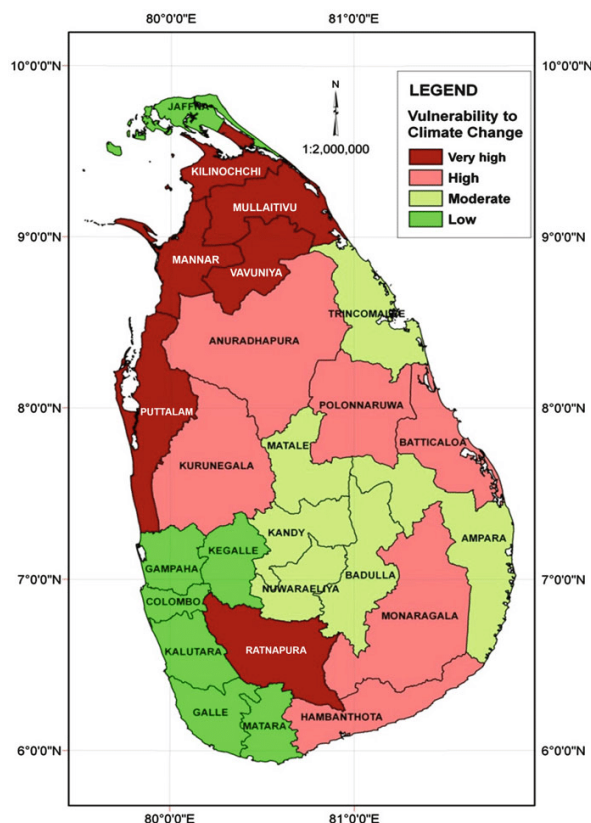 80°0'0"E 81°0'0"E
10°0'0"N 10°0'0"N
9°0'0"N 9°0'0"N
8°0'0"N 8°0'0"N
7°0'0"N 7°0'0"N
6°0'0"N 6°0'0"N
80°0'0"E 81°0'0"E
N
1:2,000,000
LEGEND
Vulnerability to
Climate Change
Very high
High
Moderate
Low
JAFFNA
KILINOCHCHI
MULLAITIVU
MANNAR
VAVUNIYA
TRINCOMALEE
ANURADHAPURA
PUTTALAM
POLONNARUWA
BATTICALOA
MATALE
KURUNEGALA
KANDY
AMPARA
KEGALLE
GAMPAHA
BADULLA
NUWARAELIYA
COLOMBO
MONARAGALA
KALUTARA
RATNAPURA
GALLE
MATARA
HAMBANTHOTA